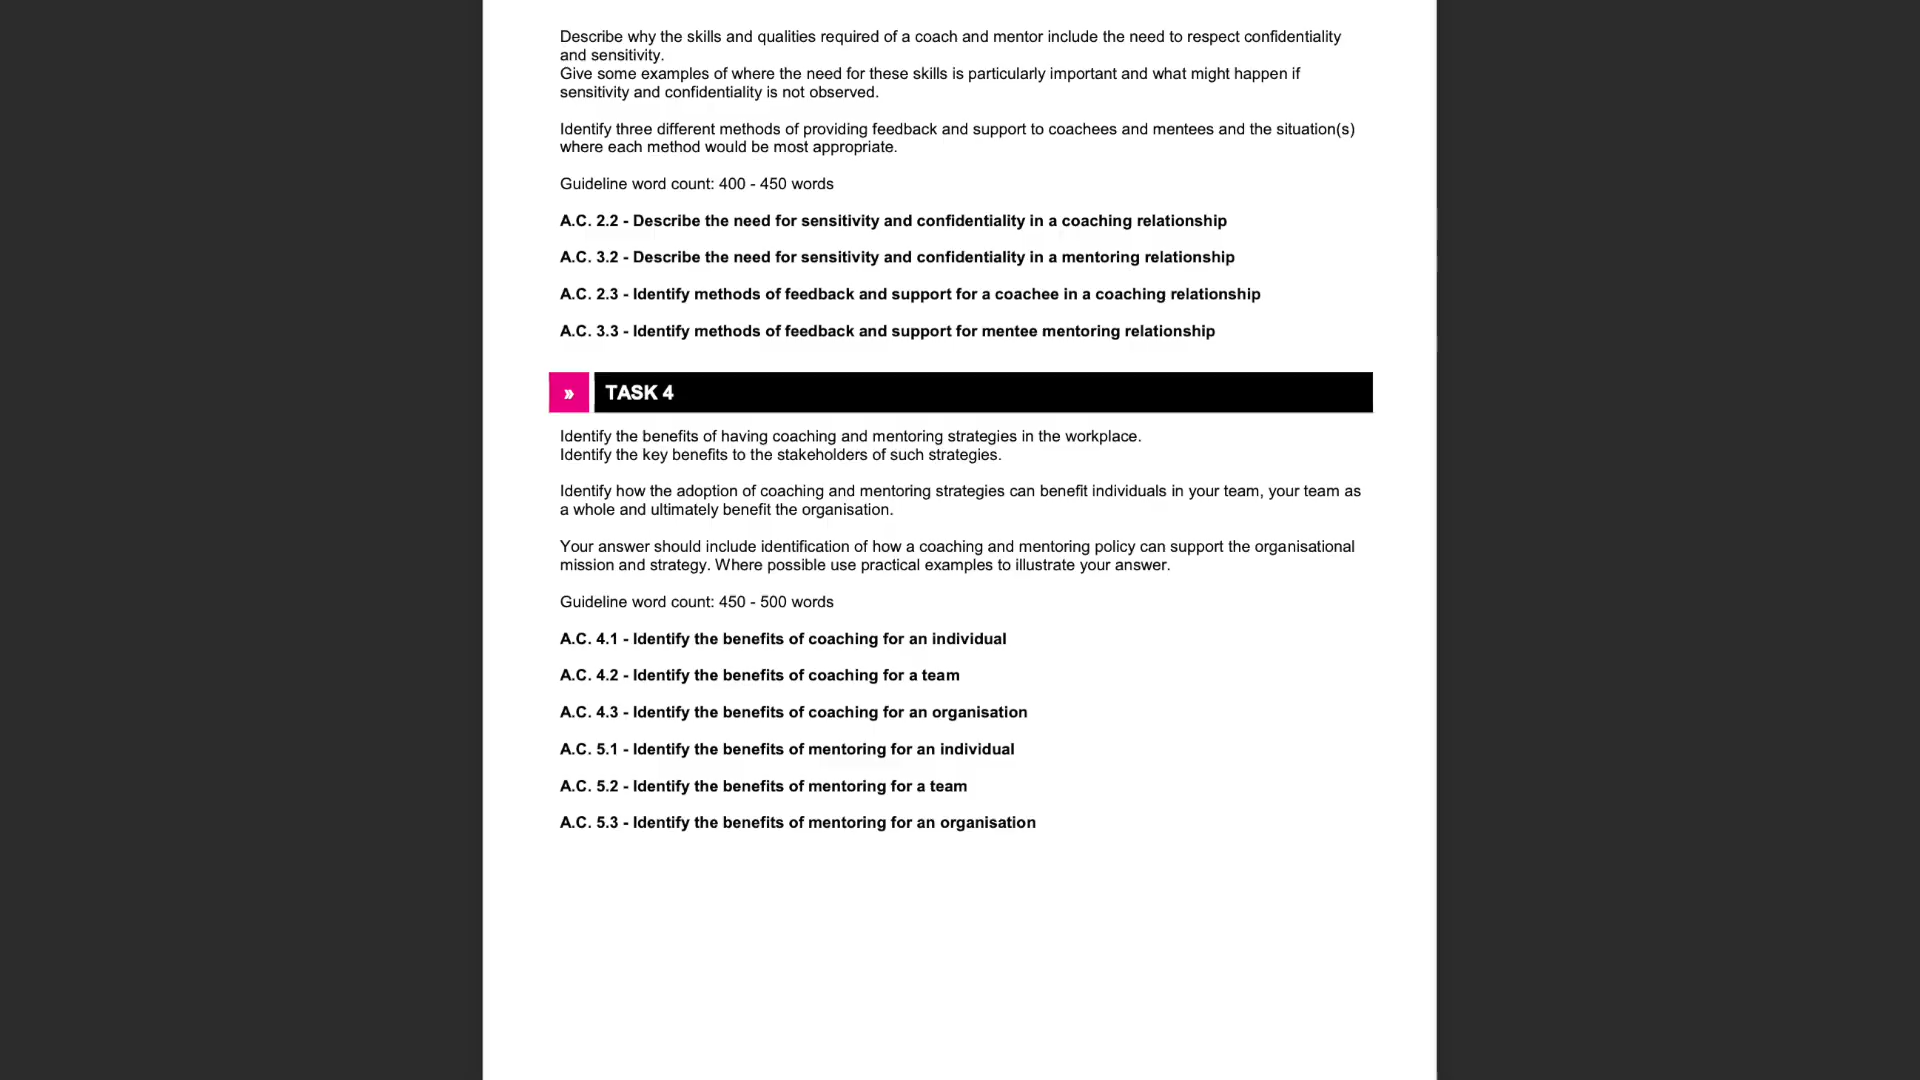 Describe why the skills and qualities required of a coach and mentor include the need to respect confidentiality
and sensitivity.
Give some examples of where the need for these skills is particularly important and what might happen if
sensitivity and confidentiality is not observed.
Identify three different methods of providing feedback and support to coachees and mentees and the situation(s)
where each method would be most appropriate.
Guideline word count: 400 - 450 words
A.C. 2.2 - Describe the need for sensitivity and confidentiality in a coaching relationship
A.C. 3.2 - Describe the need for sensitivity and confidentiality in a mentoring relationship
A.C. 2.3 - Identify methods of feedback and support for a coachee in a coaching relationship
A.C. 3.3 - Identify methods of feedback and support for mentee mentoring relationship
» TASK 4
Identify the benefits of having coaching and mentoring strategies in the workplace.
Identify the key benefits to the stakeholders of such strategies.
Identify how the adoption of coaching and mentoring strategies can benefit individuals in your team, your team as
a whole and ultimately benefit the organisation.
Your answer should include identification of how a coaching and mentoring policy can support the organisational
mission and strategy. Where possible use practical examples to illustrate your answer.
Guideline word count: 450 - 500 words
A.C. 4.1 - Identify the benefits of coaching for an individual
A.C. 4.2 - Identify the benefits of coaching for a team
A.C. 4.3 - Identify the benefits of coaching for an organisation
A.C. 5.1 - Identify the benefits of mentoring for an individual
A.C. 5.2 - Identify the benefits of mentoring for a team
A.C. 5.3 - Identify the benefits of mentoring for an organisation